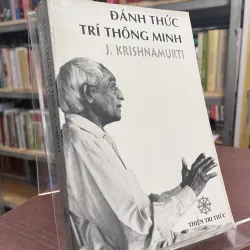 ĐÁNH THỨC
TRÍ THÔNG MINH
J. KRISHNAMURTI
THIỆN TRI THỨC